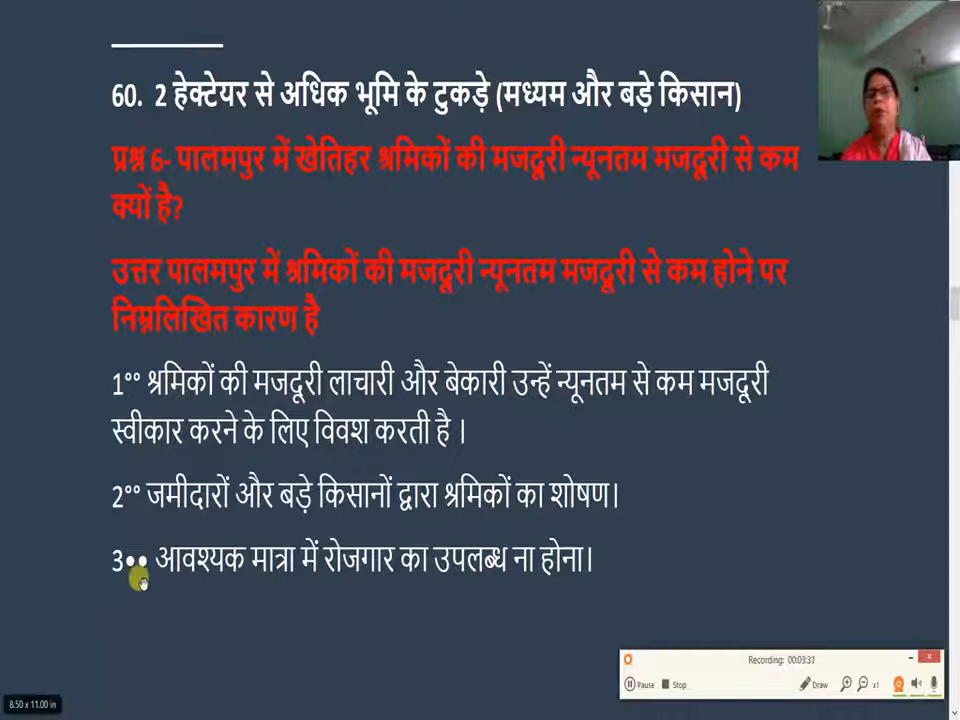 60. 2 हेक्टेयर से अधिक भूमि के टुकड़े (मध्यम और बड़े किसान)
प्रश्न 6- पालमपुर में खेतिहर श्रमिकों की मजदूरी न्यूनतम मजदूरी से कम
क्यों है?
उत्तर पालमपुर में श्रमिकों की मजदूरी न्यूनतम मजदूरी से कम होने पर
निम्नलिखित कारण है
1°° श्रमिकों की मजदूरी लाचारी और बेकारी उन्हें न्यूनतम से कम मजदूरी
स्वीकार करने के लिए विवश करती है ।
2°° जमीदारों और बड़े किसानों द्वारा श्रमिकों का शोषण।
3•• आवश्यक मात्रा में रोजगार का उपलब्ध ना होना।
Recording: 00:03:31
Pause Stop Draw x1
8.50 x 11.00 in